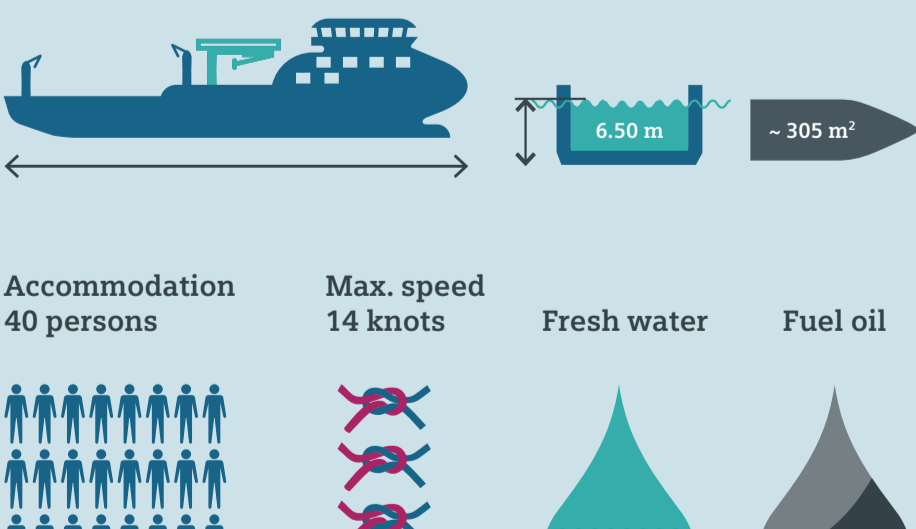 6.50 m
~ 305 m²
Accommodation
40 persons
Max. speed
14 knots
Fresh water
Fuel oil